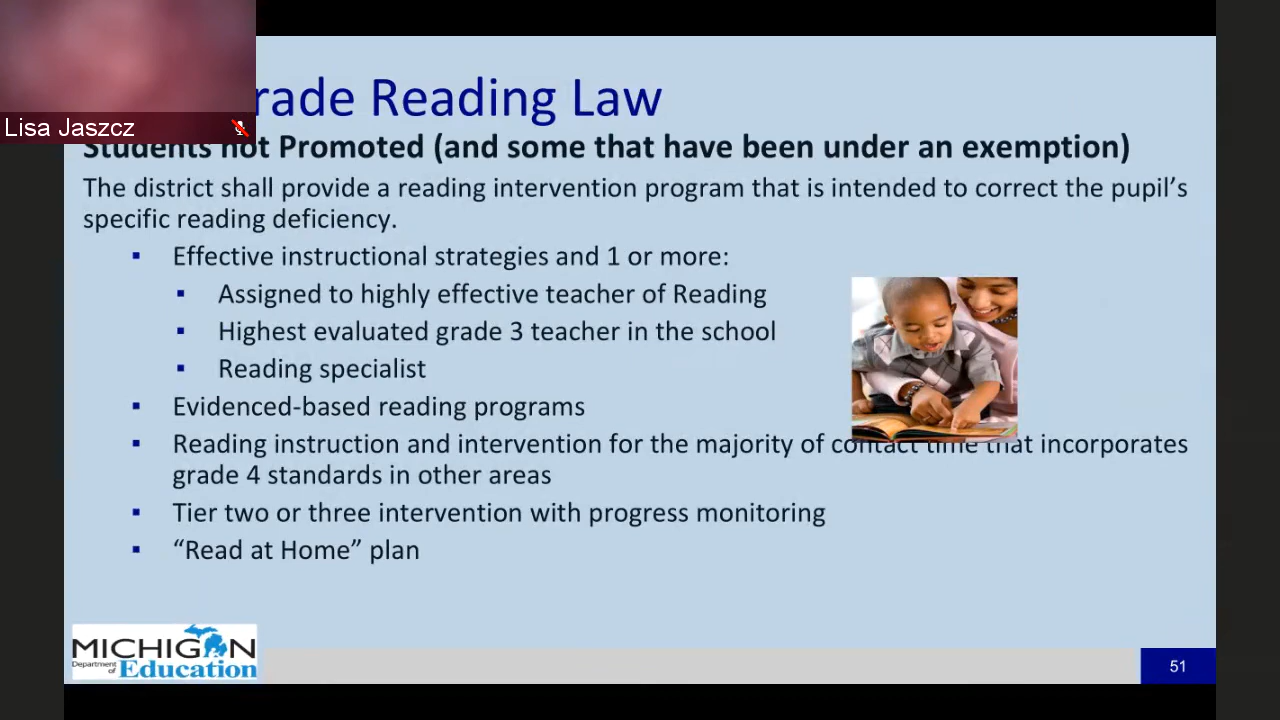 Lisa Jaszcz
rade Reading Law
Students not Promoted (and some that have been under an exemption)
The district shall provide a reading intervention program that is intended to correct the pupil’s
specific reading deficiency.
▪ Effective instructional strategies and 1 or more:
▪ Assigned to highly effective teacher of Reading
▪ Highest evaluated grade 3 teacher in the school
▪ Reading specialist
▪ Evidenced-based reading programs
▪ Reading instruction and intervention for the majority of contact time that incorporates
grade 4 standards in other areas
▪ Tier two or three intervention with progress monitoring
▪ “Read at Home” plan
MICHIGAN
Department of Education
51